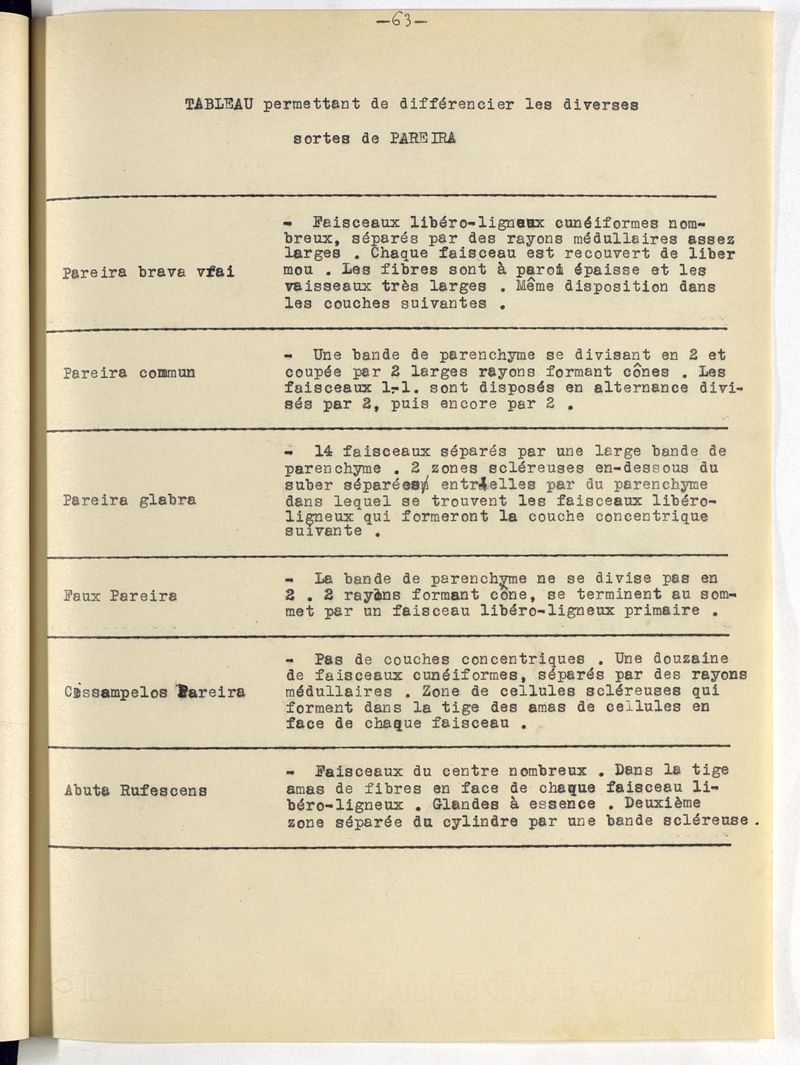 -63-
TABLEAU permettant de différencier les diverses
sortes de PAREIRA
- Faisceaux libéro-ligneux cunéiformes nom-
breux, séparés par des rayons médullaires assez
larges . Chaque faisceau est recouvert de liber
Pareira brava vrai
mou . Les fibres sont à paroi épaisse et les
vaisseaux très larges . Même disposition dans
les couches suivantes .
- Une bande de parenchyme se divisant en 2 et
Pareira commun
coupée par 2 larges rayons formant cônes . Les
faisceaux l.-l. sont disposés en alternance divi-
sés par 2, puis encore par 2 .
- 14 faisceaux séparés par une large bande de
parenchyme . 2 zones scléreuses en-dessous du
suber séparées entr'elles par du parenchyme
Pareira glabra
dans lequel se trouvent les faisceaux libéro-
ligneux qui formeront la couche concentrique
suivante .
- La bande de parenchyme ne se divise pas en
Faux Pareira
2 . 2 rayons formant cône, se terminent au som-
met par un faisceau libéro-ligneux primaire .
- Pas de couches concentriques . Une douzaine
de faisceaux cunéiformes, séparés par des rayons
Cissampelos Pareira
médullaires . Zone de cellules scléreuses qui
forment dans la tige des amas de cellules en
face de chaque faisceau .
- Faisceaux du centre nombreux . Dans la tige
Abuta Rufescens
amas de fibres en face de chaque faisceau li-
béro-ligneux . Glandes à essence . Deuxième
zone séparée du cylindre par une bande scléreuse .